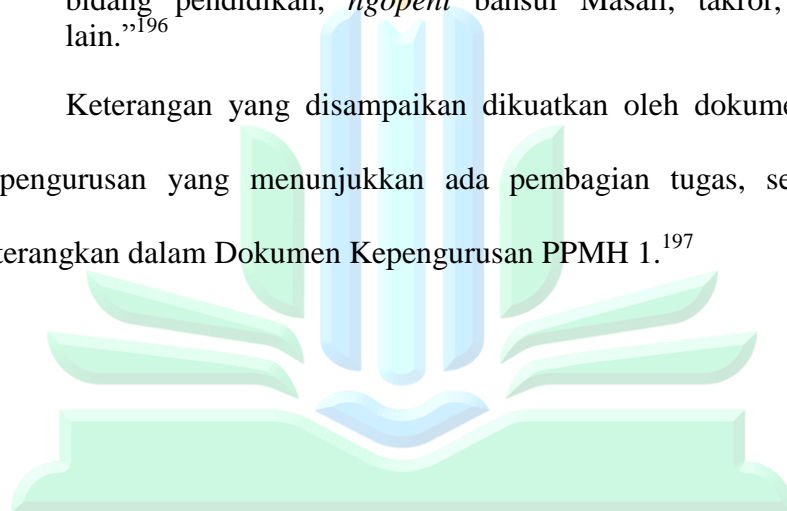 bidang pendidikan, ngopeni bahsul Masail, takror,
lain."196
Keterangan yang disampaikan dikuatkan oleh dokume
pengurusan yang menunjukkan ada pembagian tugas, se
terangkan dalam Dokumen Kepengurusan PPMH 1.197